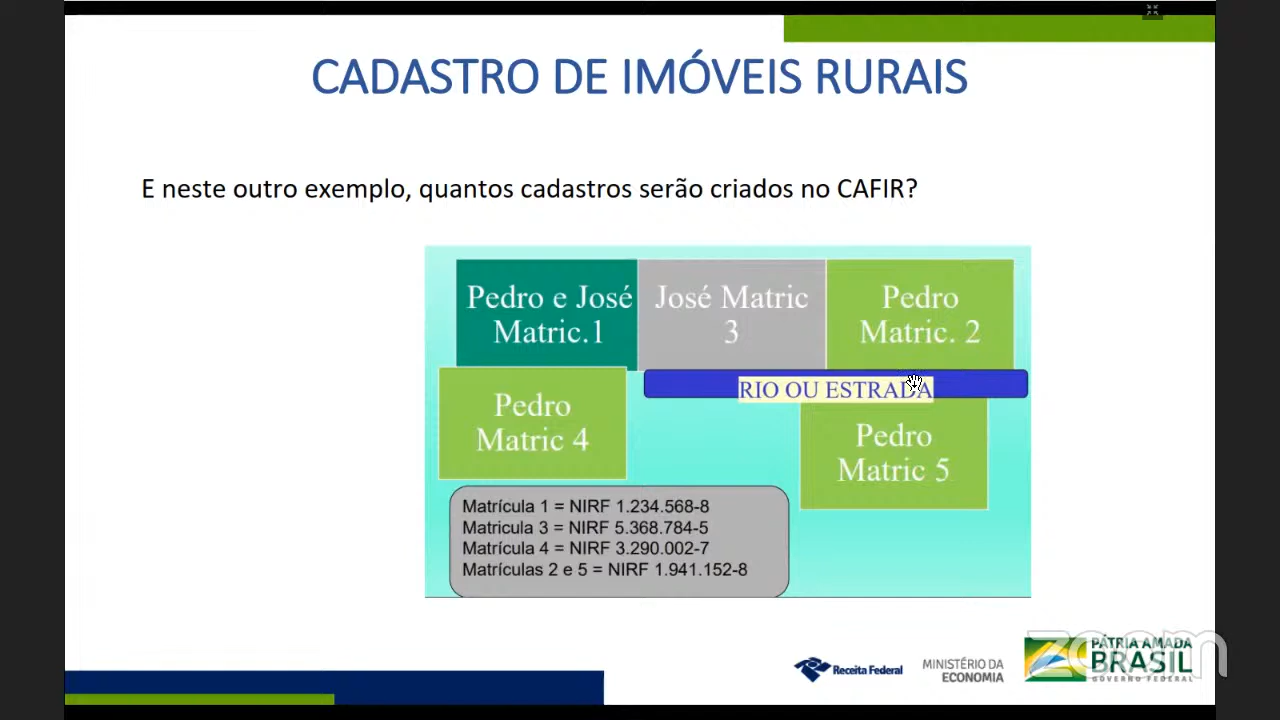 CADASTRO DE IMÓVEIS RURAIS
E neste outro exemplo, quantos cadastros serão criados no CAFIR?
Pedro e José
Matric.1
José Matric
3
Pedro
Matric. 2
RIO OU ESTRADA
Pedro
Matric 4
Pedro
Matric 5
Matrícula 1 = NIRF 1.234.568-8
Matricula 3 = NIRF 5.368.784-5
Matrícula 4 = NIRF 3.290.002-7
Matrículas 2 e 5 = NIRF 1.941.152-8
Receita Federal
MINISTÉRIO DA
ECONOMIA
PÁTRIA AMADA
BRASIL
GOVERNO FEDERAL
zoom